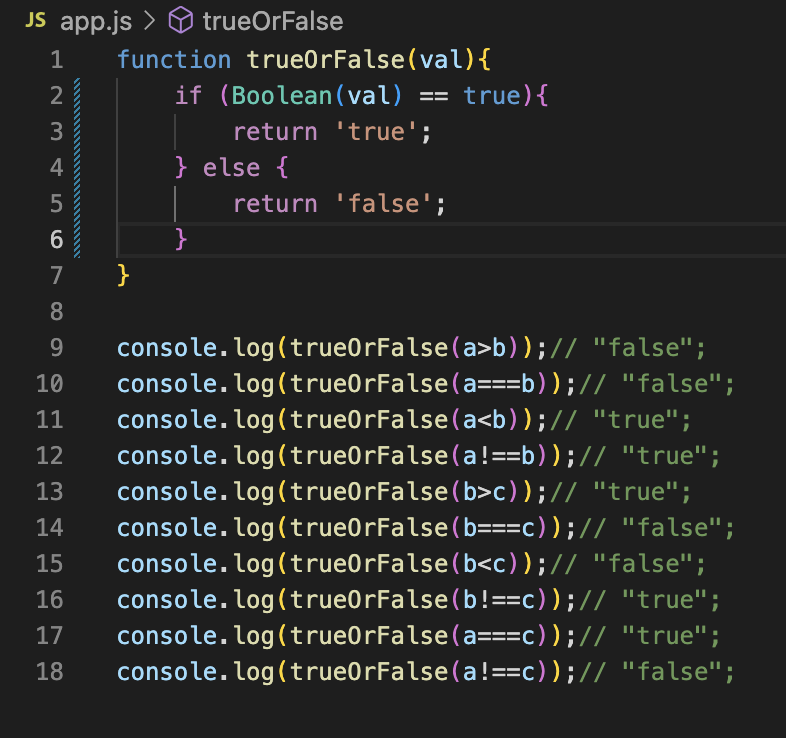 JS app.js > trueOrFalse
1 function trueOrFalse(val){
2     if (Boolean(val) == true){
3         return 'true';
4     } else {
5         return 'false';
6     }
7 }
8
9 console.log(trueOrFalse(a>b));// "false";
10 console.log(trueOrFalse(a===b));// "false";
11 console.log(trueOrFalse(a<b));// "true";
12 console.log(trueOrFalse(a!==b));// "true";
13 console.log(trueOrFalse(b>c));// "true";
14 console.log(trueOrFalse(b===c));// "false";
15 console.log(trueOrFalse(b<c));// "false";
16 console.log(trueOrFalse(b!==c));// "true";
17 console.log(trueOrFalse(a===c));// "true";
18 console.log(trueOrFalse(a!==c));// "false";